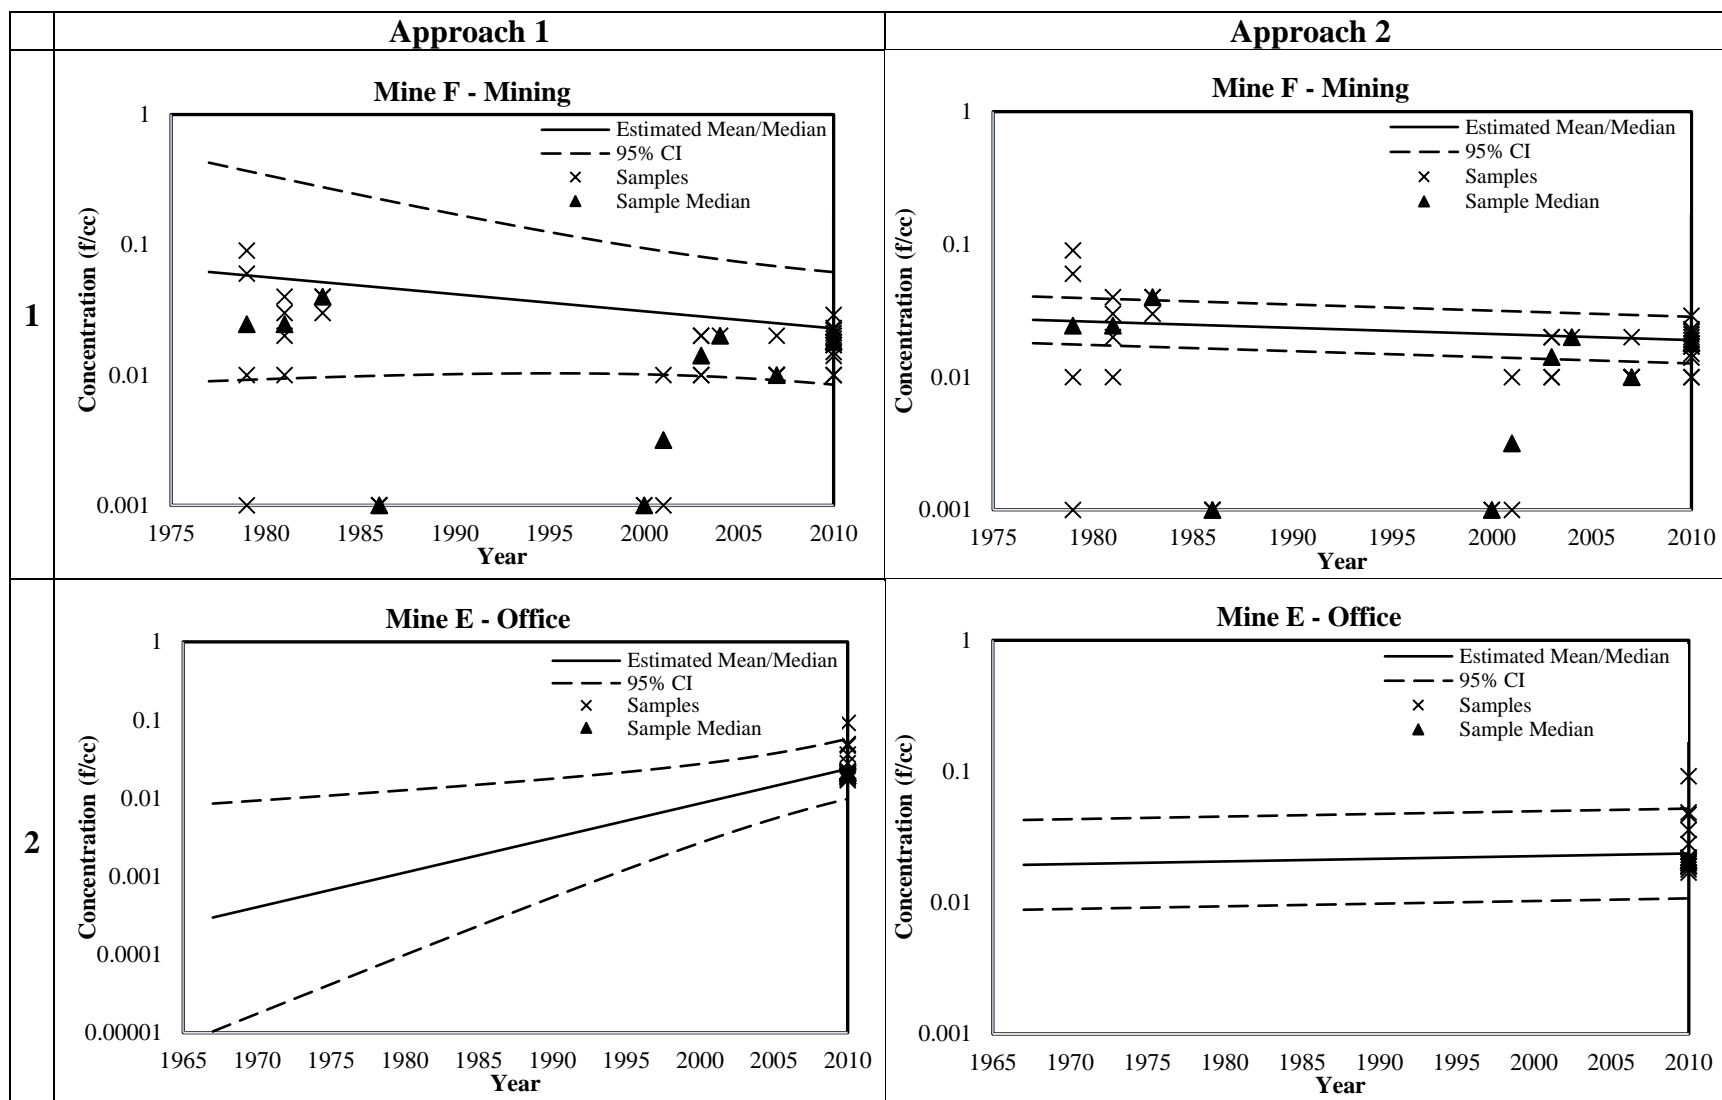 Approach 1
Approach 2
1
Mine F - Mining
Concentration (f/cc)
1
0.1
0.01
0.001
Estimated Mean/Median
95% CI
Samples
Sample Median
1975 1980 1985 1990 1995 2000 2005 2010
Year
Mine F - Mining
Concentration (f/cc)
1
0.1
0.01
0.001
Estimated Mean/Median
95% CI
Samples
Sample Median
1975 1980 1985 1990 1995 2000 2005 2010
Year
2
Mine E - Office
Concentration (f/cc)
1
0.1
0.01
0.001
0.0001
0.00001
Estimated Mean/Median
95% CI
Samples
Sample Median
1965 1970 1975 1980 1985 1990 1995 2000 2005 2010
Year
Mine E - Office
Concentration (f/cc)
1
0.1
0.01
0.001
Estimated Mean/Median
95% CI
Samples
Sample Median
1965 1970 1975 1980 1985 1990 1995 2000 2005 2010
Year